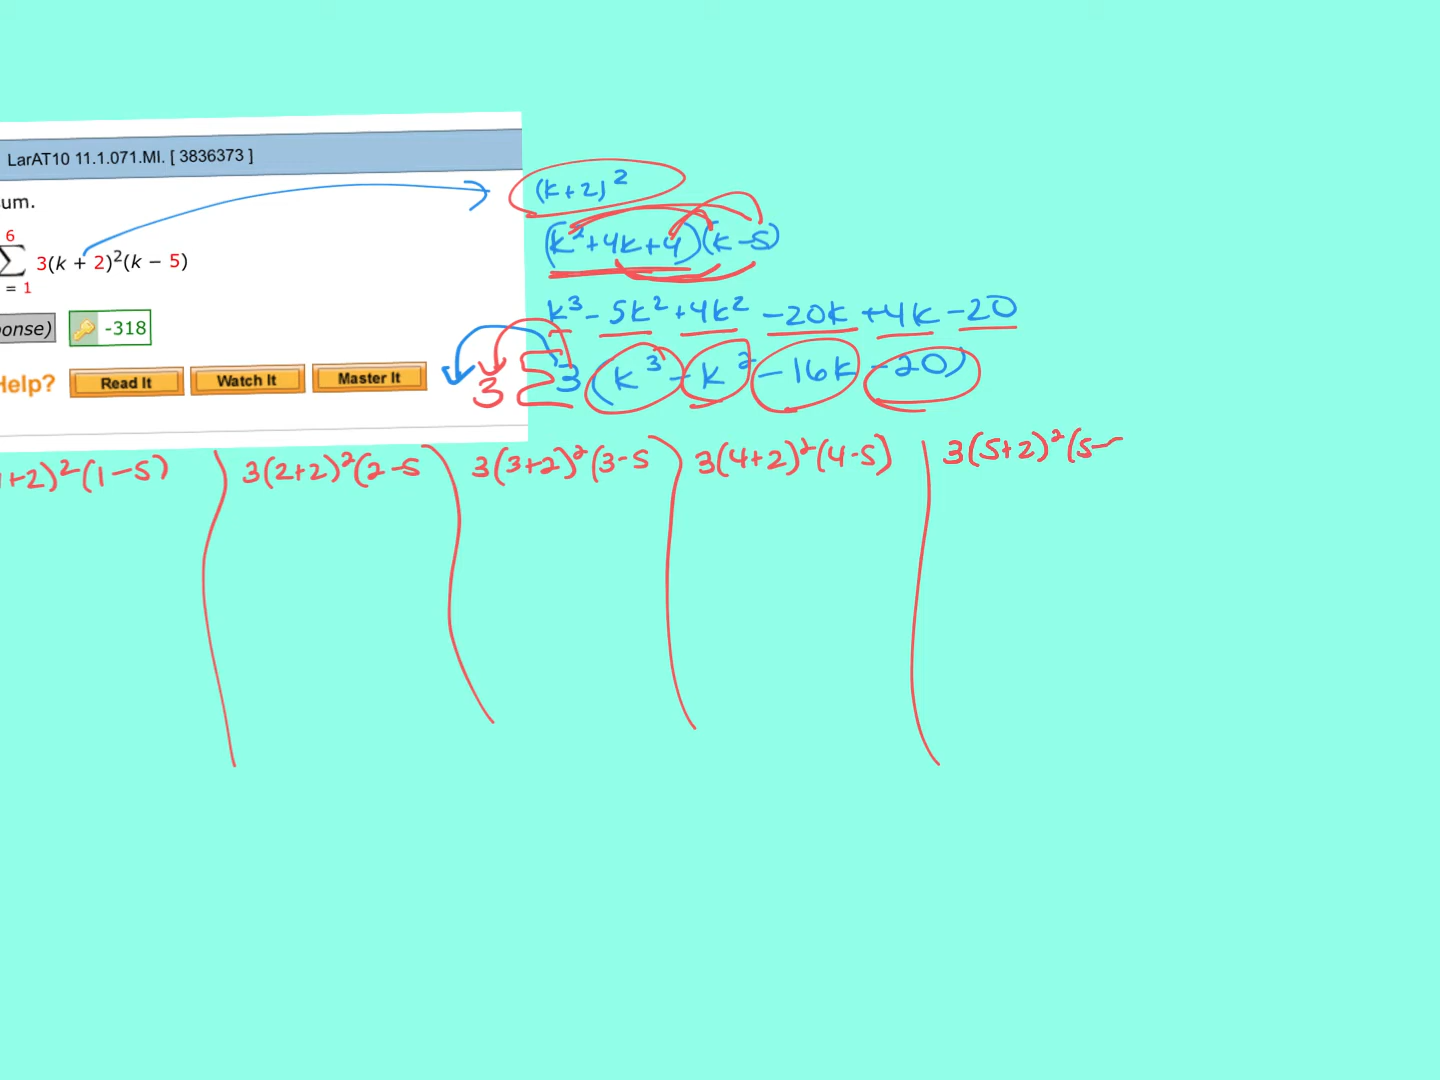 LarAT10 11.1.071.MI. [ 3836373 ]
um.
6
∑ 3(k + 2)²(k − 5)
= 1
onse) -318
Help? Read It Watch It Master It
(k+2)²
(k²+4k+4)(k-5)
k³-5k²+4k²-20k+4k-20
3 Σ 3(k³-k²-16k-20)
+2)²(1-5) 3(2+2)²(2-5 3(3+2)²(3-5 3(4+2)²(4-5) 3(5+2)²(5-